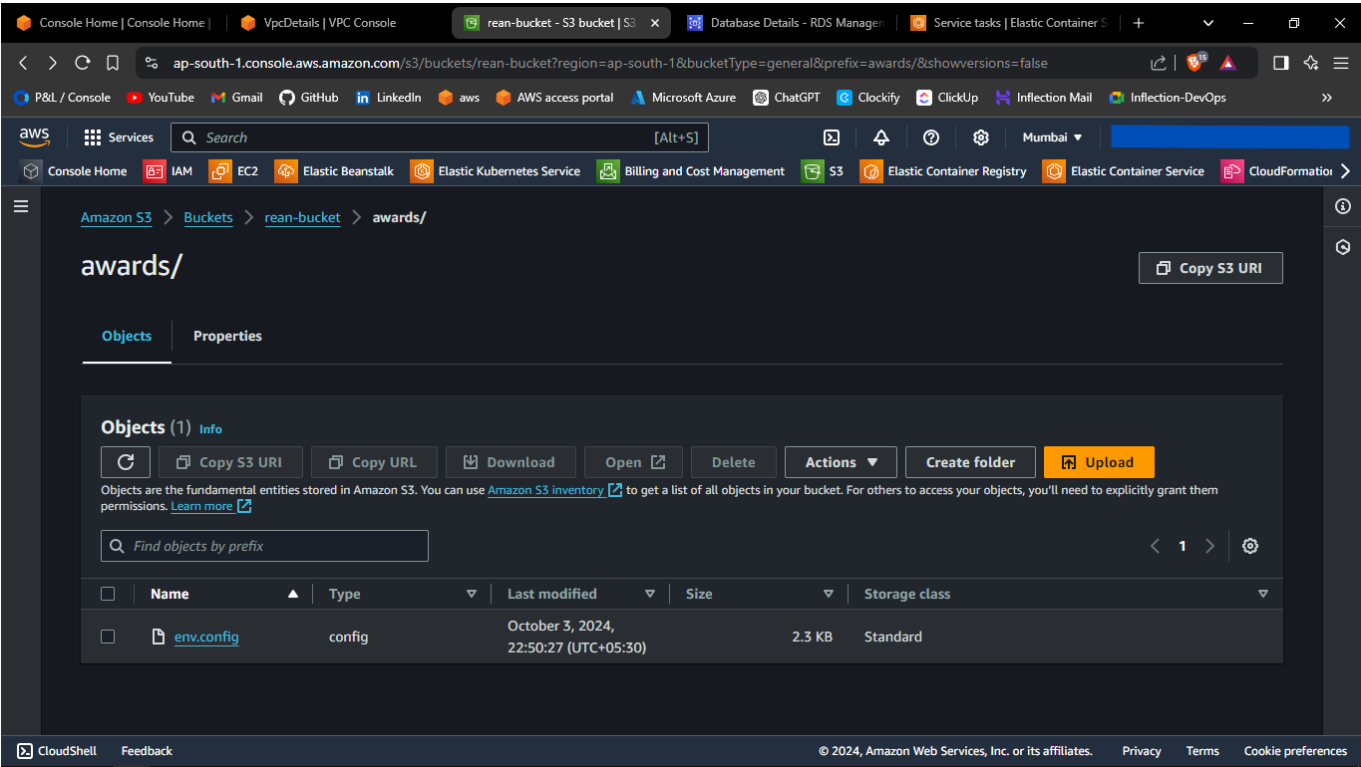 Console Home | Console Home |
VpcDetails | VPC Console
rean-bucket - S3 bucket | S3
Database Details - RDS Managem
Service tasks | Elastic Container S
ap-south-1.console.aws.amazon.com/s3/buckets/rean-bucket?region=ap-south-1&bucketType=general&prefix=awards/&showversions=false
P&L / Console YouTube Gmail GitHub LinkedIn aws AWS access portal Microsoft Azure ChatGPT Clockify ClickUp Inflection Mail Inflection-DevOps
aws Services Search [Alt+S] Mumbai
Console Home IAM EC2 Elastic Beanstalk Elastic Kubernetes Service Billing and Cost Management S3 Elastic Container Registry Elastic Container Service CloudFormation
Amazon S3 > Buckets > rean-bucket > awards/
awards/
Copy S3 URI
Objects Properties
Objects (1) Info
Copy S3 URI Copy URL Download Open Delete Actions Create folder Upload
Objects are the fundamental entities stored in Amazon S3. You can use Amazon S3 inventory to get a list of all objects in your bucket. For others to access your objects, you'll need to explicitly grant them
permissions. Learn more
Find objects by prefix
1
Name Type Last modified Size Storage class
env.config config October 3, 2024, 22:50:27 (UTC+05:30) 2.3 KB Standard
CloudShell Feedback © 2024, Amazon Web Services, Inc. or its affiliates. Privacy Terms Cookie preferences